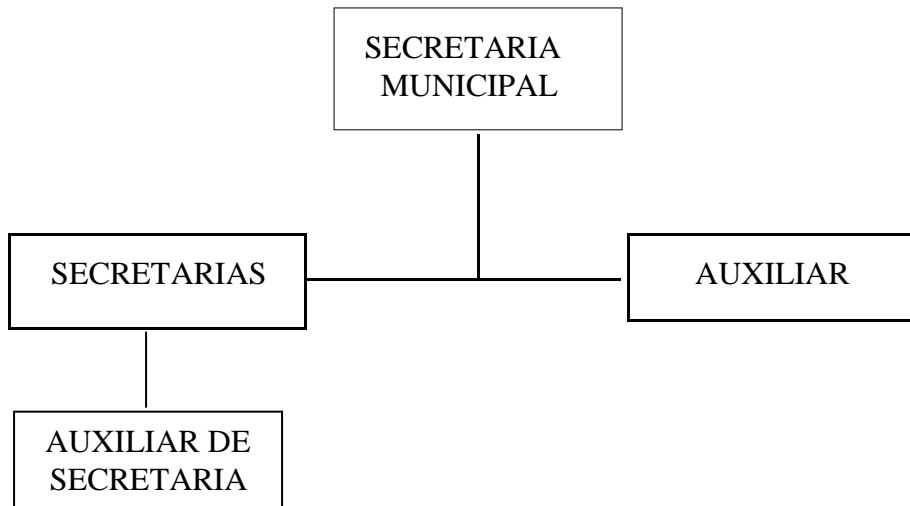 SECRETARIA
MUNICIPAL
SECRETARIAS
AUXILIAR
AUXILIAR DE
SECRETARIA